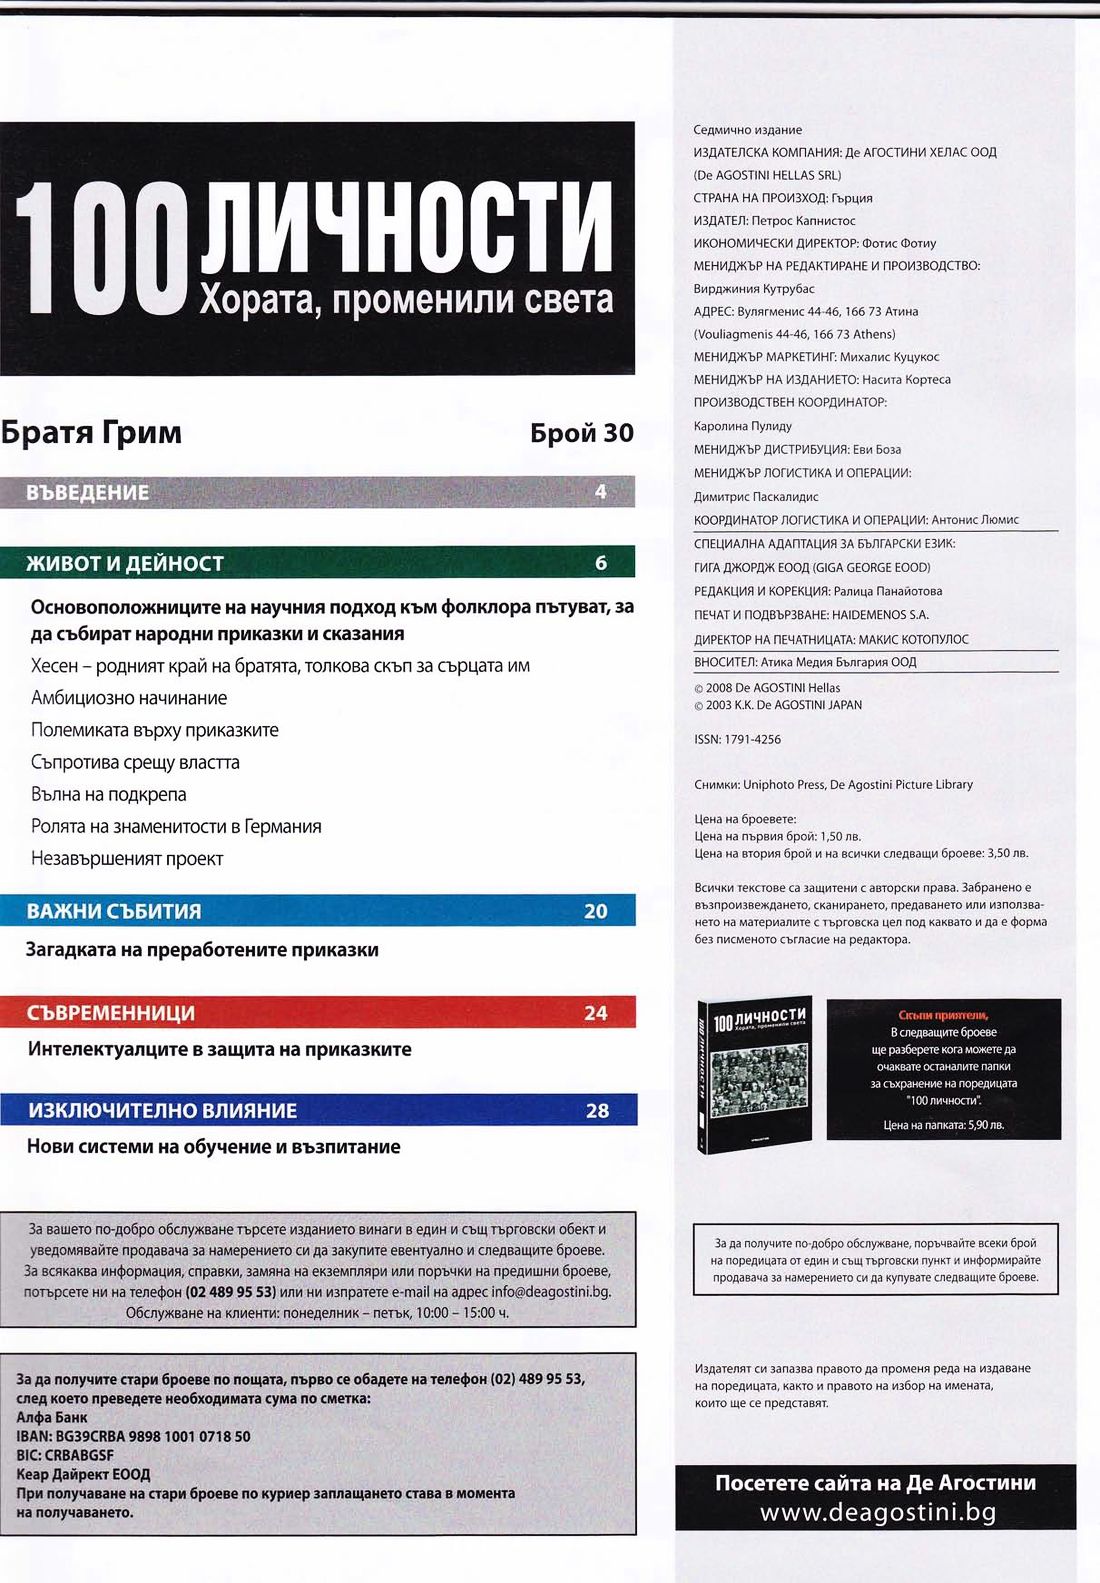 100 ЛИЧНОСТИ
Хората, променили света
Братя Грим Брой 30
ВЪВЕДЕНИЕ 4
ЖИВОТ И ДЕЙНОСТ 6
Основоположниците на научния подход към фолклора пътуват, за
да събират народни приказки и сказания
Хесен – родният край на братята, толкова скъп за сърцата им
Амбициозно начинание
Полемиката върху приказките
Съпротива срещу властта
Вълна на подкрепа
Ролята на знаменитости в Германия
Незавършеният проект
ВАЖНИ СЪБИТИЯ 20
Загадката на преработените приказки
СЪВРЕМЕННИЦИ 24
Интелектуалците в защита на приказките
ИЗКЛЮЧИТЕЛНО ВЛИЯНИЕ 28
Нови системи на обучение и възпитание
За вашето по-добро обслужване търсете изданието винаги в един и същ търговски обект и
уведомявайте продавача за намерението си да закупите евентуално и следващите броеве.
За всякаква информация, справки, замяна на екземпляри или поръчки на предишни броеве,
потърсете ни на телефон (02 489 95 53) или ни изпратете e-mail на адрес info@deagostini.bg.
Обслужване на клиенти: понеделник – петък, 10:00 – 15:00 ч.
За да получите стари броеве по пощата, първо се обадете на телефон (02) 489 95 53,
след което преведете необходимата сума по сметка:
Алфа Банк
IBAN: BG39CRBA 9898 1001 0718 50
BIC: CRBABGSF
Кеар Дайрект ЕООД
При получаване на стари броеве по куриер заплащането става в момента
на получаването.
Седмично издание
ИЗДАТЕЛСКА КОМПАНИЯ: Де АГОСТИНИ ХЕЛАС ООД
(De AGOSTINI HELLAS SRL)
СТРАНА НА ПРОИЗХОД: Гърция
ИЗДАТЕЛ: Петрос Капнистос
ИКОНОМИЧЕСКИ ДИРЕКТОР: Фотис Фотиу
МЕНИДЖЪР НА РЕДАКТИРАНЕ И ПРОИЗВОДСТВО:
Вирджиния Кутрубас
АДРЕС: Вулягменис 44-46, 166 73 Атина
(Vouliagmenis 44-46, 166 73 Athens)
МЕНИДЖЪР МАРКЕТИНГ: Михалис Куцукос
МЕНИДЖЪР НА ИЗДАНИЕТО: Насита Кортеса
ПРОИЗВОДСТВЕН КООРДИНАТОР:
Каролина Пулиду
МЕНИДЖЪР ДИСТРИБУЦИЯ: Еви Боза
МЕНИДЖЪР ЛОГИСТИКА И ОПЕРАЦИИ:
Димитрис Паскалидис
КООРДИНАТОР ЛОГИСТИКА И ОПЕРАЦИИ: Антонис Люмис
СПЕЦИАЛНА АДАПТАЦИЯ ЗА БЪЛГАРСКИ ЕЗИК:
ГИГА ДЖОРДЖ ЕООД (GIGA GEORGE EOOD)
РЕДАКЦИЯ И КОРЕКЦИЯ: Ралица Панайотова
ПЕЧАТ И ПОДВЪРЗВАНЕ: HAIDEMENOS S.A.
ДИРЕКТОР НА ПЕЧАТНИЦАТА: МАКИС КОТОПУЛОС
ВНОСИТЕЛ: Атика Медия България ООД
© 2008 De AGOSTINI Hellas
© 2003 K.K. De AGOSTINI JAPAN
ISSN: 1791-4256
Снимки: Uniphoto Press, De Agostini Picture Library
Цена на броевете:
Цена на първия брой: 1,50 лв.
Цена на втория брой и на всички следващи броеве: 3,50 лв.
Всички текстове са защитени с авторски права. Забранено е
възпроизвеждането, сканирането, предаването или използва-
нето на материалите с търговска цел под каквато и да е форма
без писменото съгласие на редактора.
100 ЛИЧНОСТИ
Хората, променили света
100 ЛИЧНОСТИ
Скъпи приятели,
В следващите броеве
ще разберете кога можете да
очаквате останалите папки
за съхранение на поредицата
"100 личности".
Цена на папката: 5,90 лв.
За да получите по-добро обслужване, поръчвайте всеки брой
на поредицата от един и същ търговски пункт и информирайте
продавача за намерението си да купувате следващите броеве.
Издателят си запазва правото да променя реда на издаване
на поредицата, както и правото на избор на имената,
които ще се представят.
Посетете сайта на Де Агостини
www.deagostini.bg